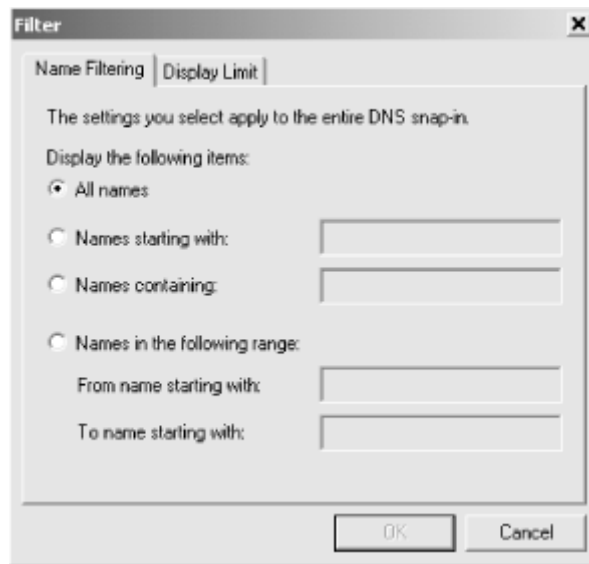 Filter
Name Filtering Display Limit
The settings you select apply to the entire DNS snap-in.
Display the following items:
All names
Names starting with:
Names containing:
Names in the following range:
From name starting with:
To name starting with:
OK Cancel